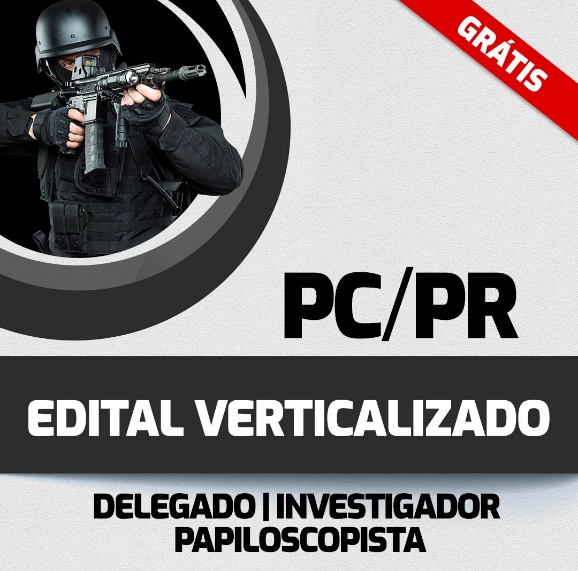 GRÁTIS
PC/PR
EDITAL VERTICALIZADO
DELEGADO | INVESTIGADOR
PAPILOSCOPISTA